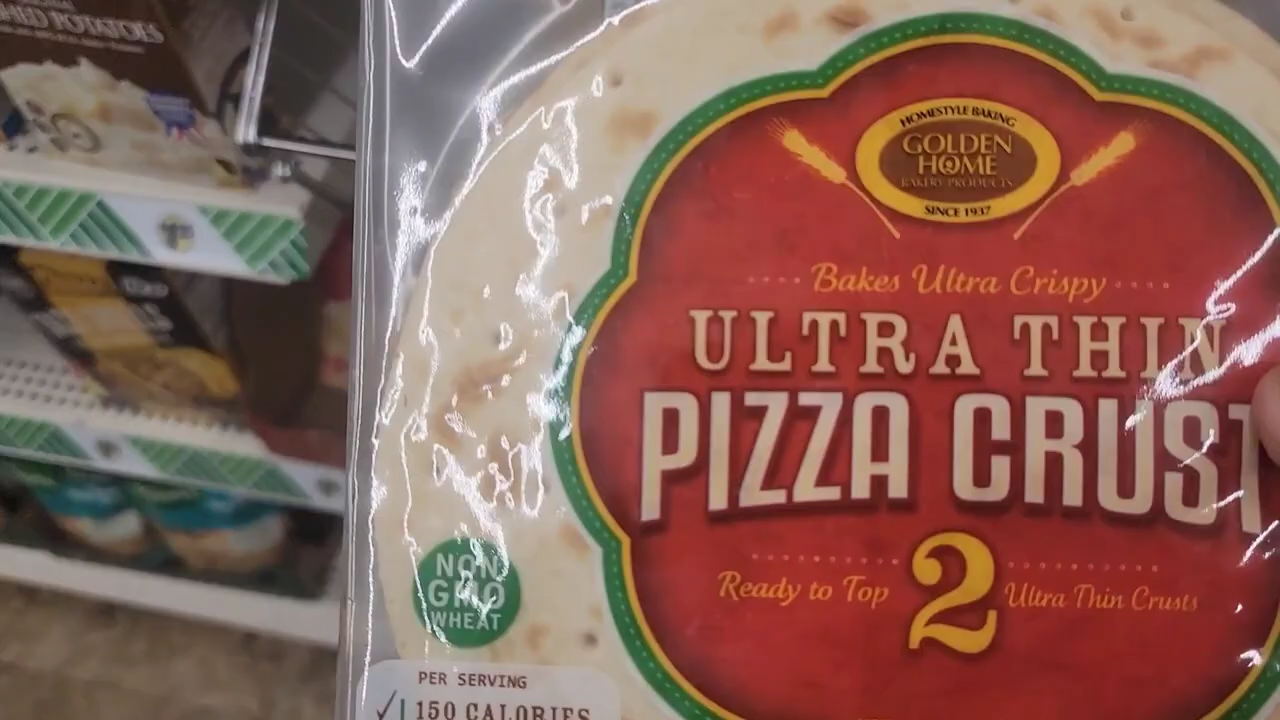 HOMESTYLE BAKING
GOLDEN
HOME
BAKERY PRODUCTS
SINCE 1937
Bakes Ultra Crispy
ULTRA THIN
PIZZA CRUST
Ready to Top 2 Ultra Thin Crusts
NON
GMO
WHEAT
PER SERVING
150 CALORIES
POTATOES